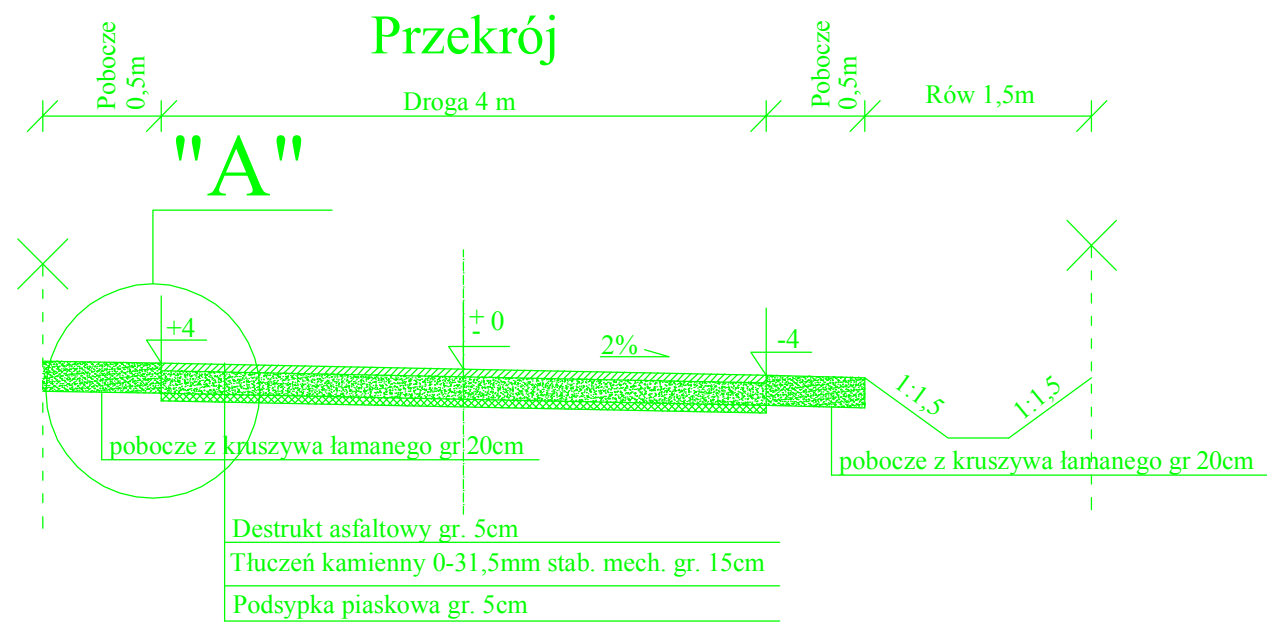 Przekrój
Pobocze
0,5m
Droga 4 m
Pobocze
0,5m
Rów 1,5m
"A"
+4
± 0
2%
-4
1:1,5
1:1,5
pobocze z kruszywa łamanego gr 20cm
pobocze z kruszywa łamanego gr 20cm
Destrukt asfaltowy gr. 5cm
Tłuczeń kamienny 0-31,5mm stab. mech. gr. 15cm
Podsypka piaskowa gr. 5cm